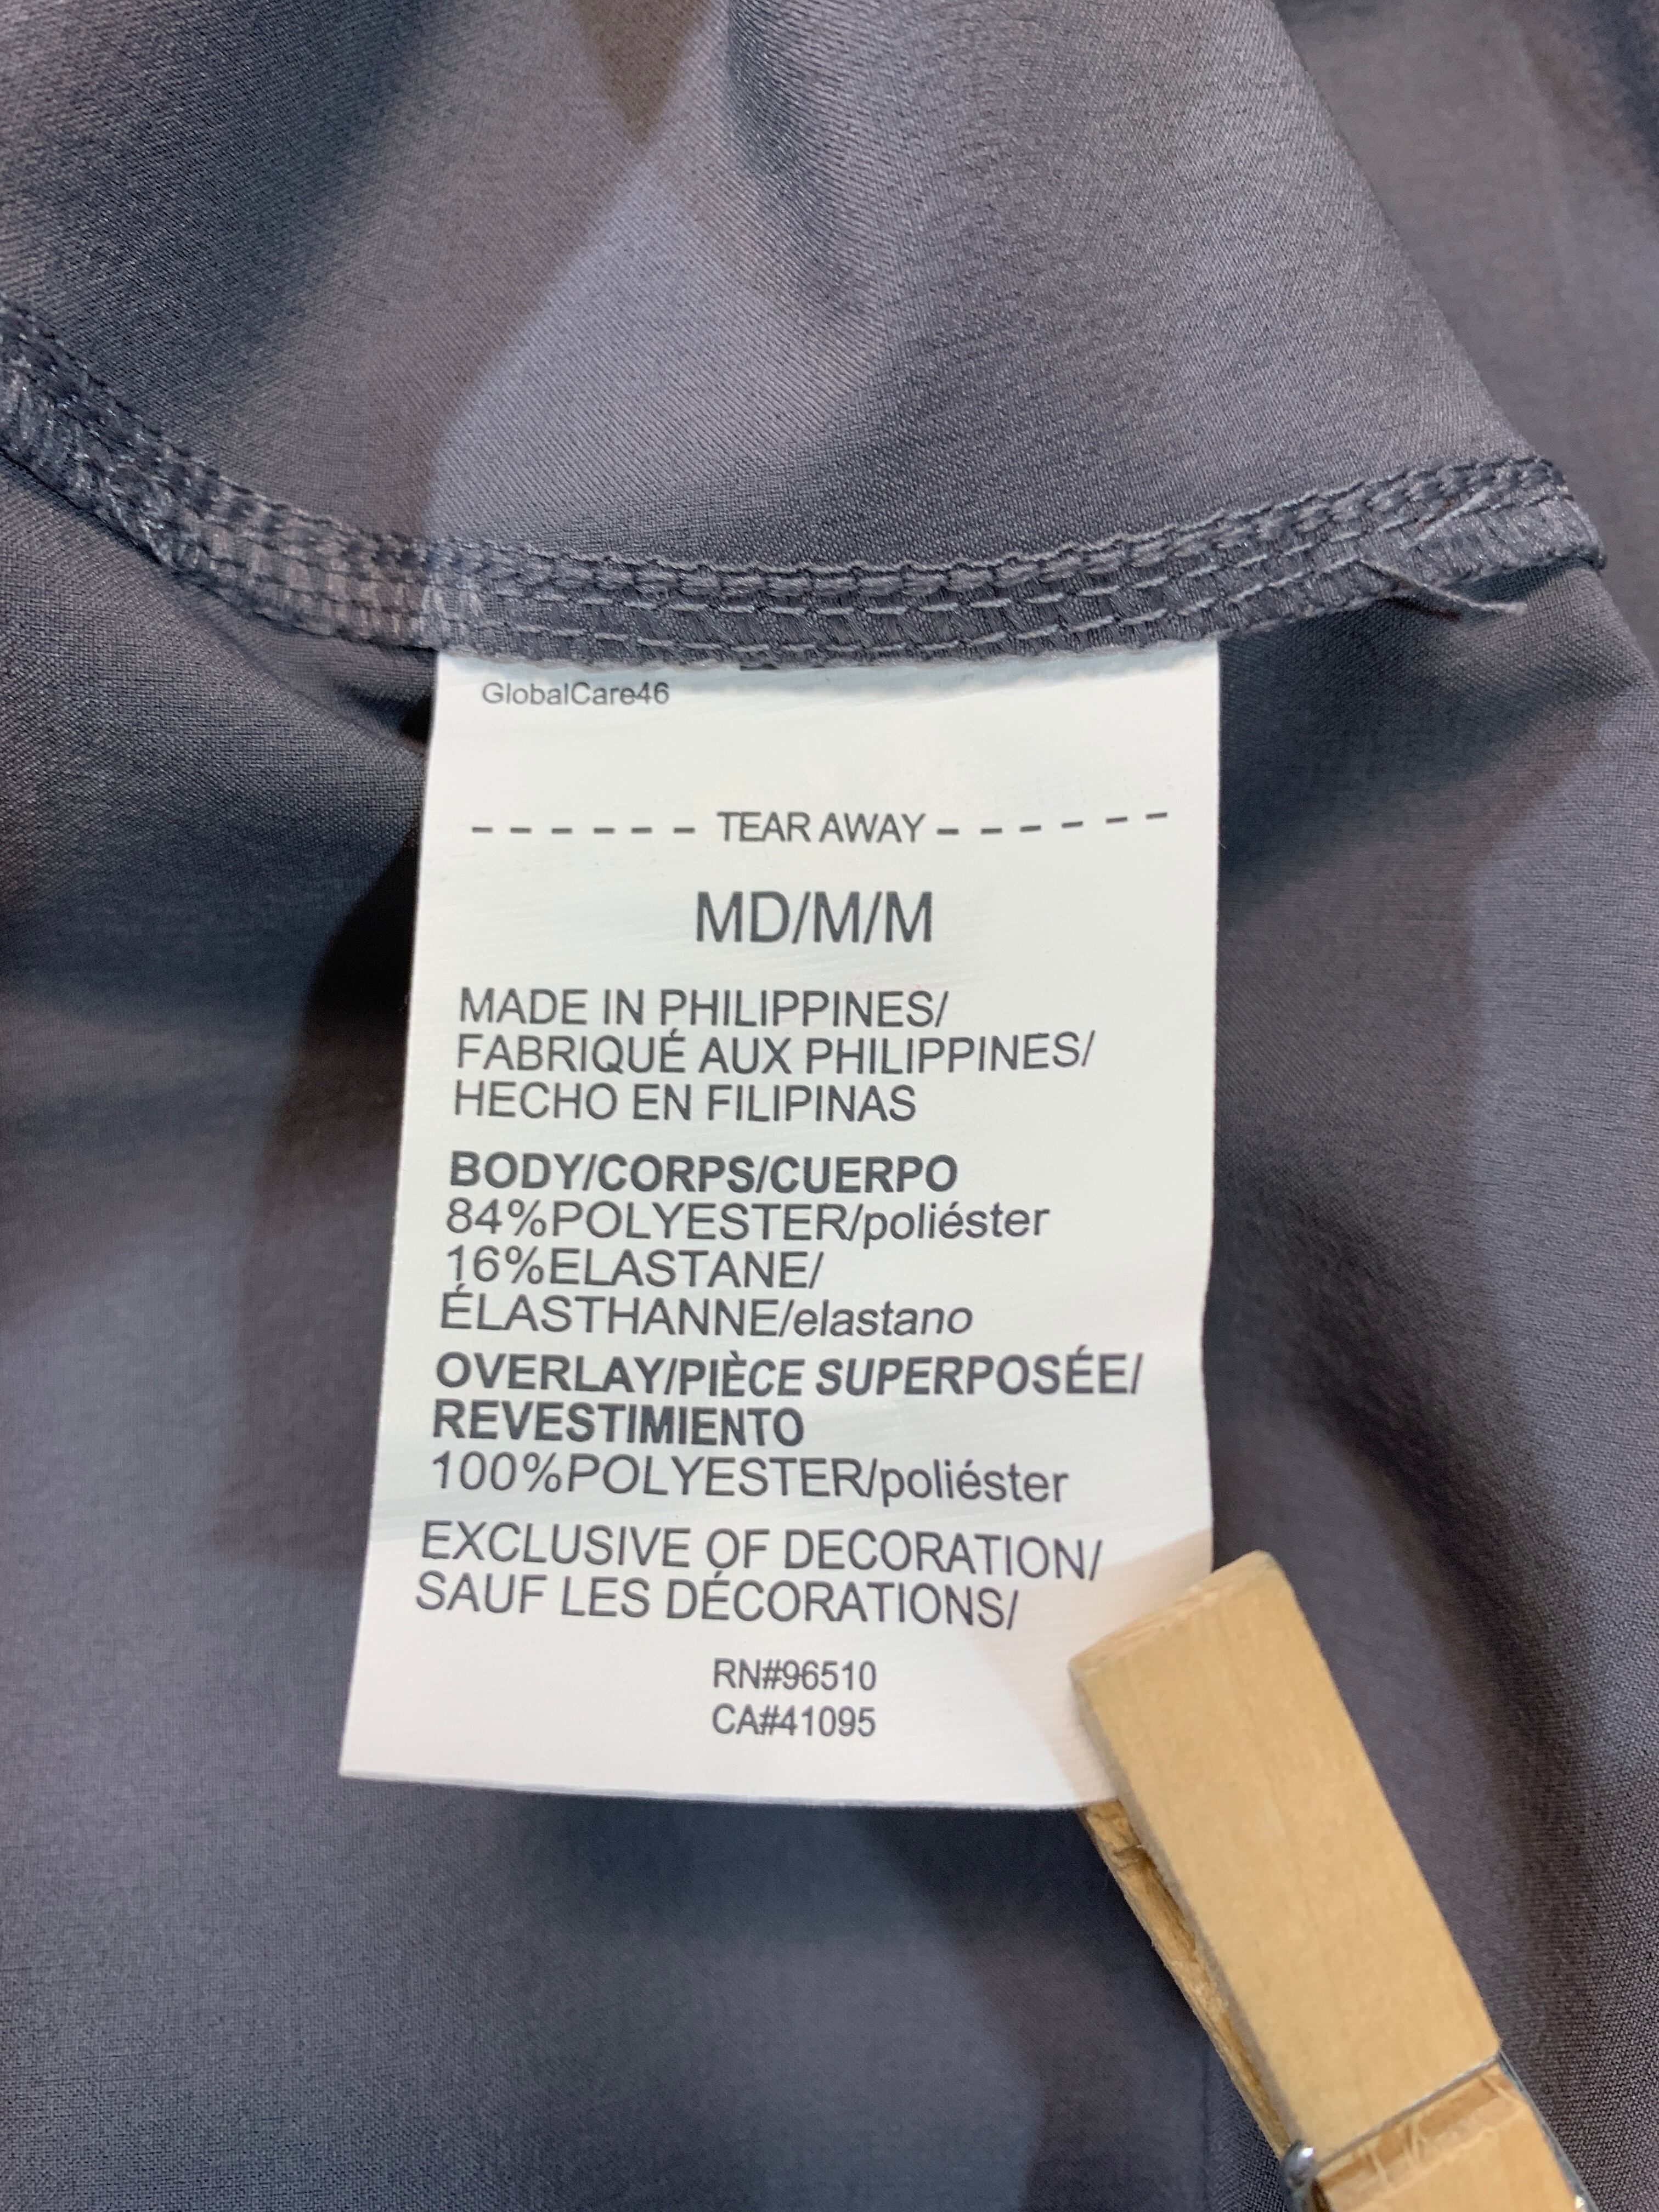 GlobalCare46
- - - - - - TEAR AWAY - - - - - -
MD/M/M
MADE IN PHILIPPINES/
FABRIQUÉ AUX PHILIPPINES/
HECHO EN FILIPINAS
BODY/CORPS/CUERPO
84%POLYESTER/poliéster
16%ELASTANE/
ÉLASTHANNE/elastano
OVERLAY/PIÈCE SUPERPOSÉE/
REVESTIMIENTO
100%POLYESTER/poliéster
EXCLUSIVE OF DECORATION/
SAUF LES DÉCORATIONS/
RN#96510
CA#41095